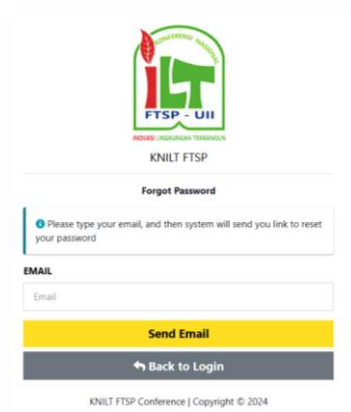 KONFERENSI NASIONAL
ILT
FTSP - UII
INOVASI LINGKUNGAN TERBANGUN
KNILT FTSP
Forgot Password
Please type your email, and then system will send you link to reset
your password
EMAIL
Email
Send Email
Back to Login
KNILT FTSP Conference | Copyright © 2024